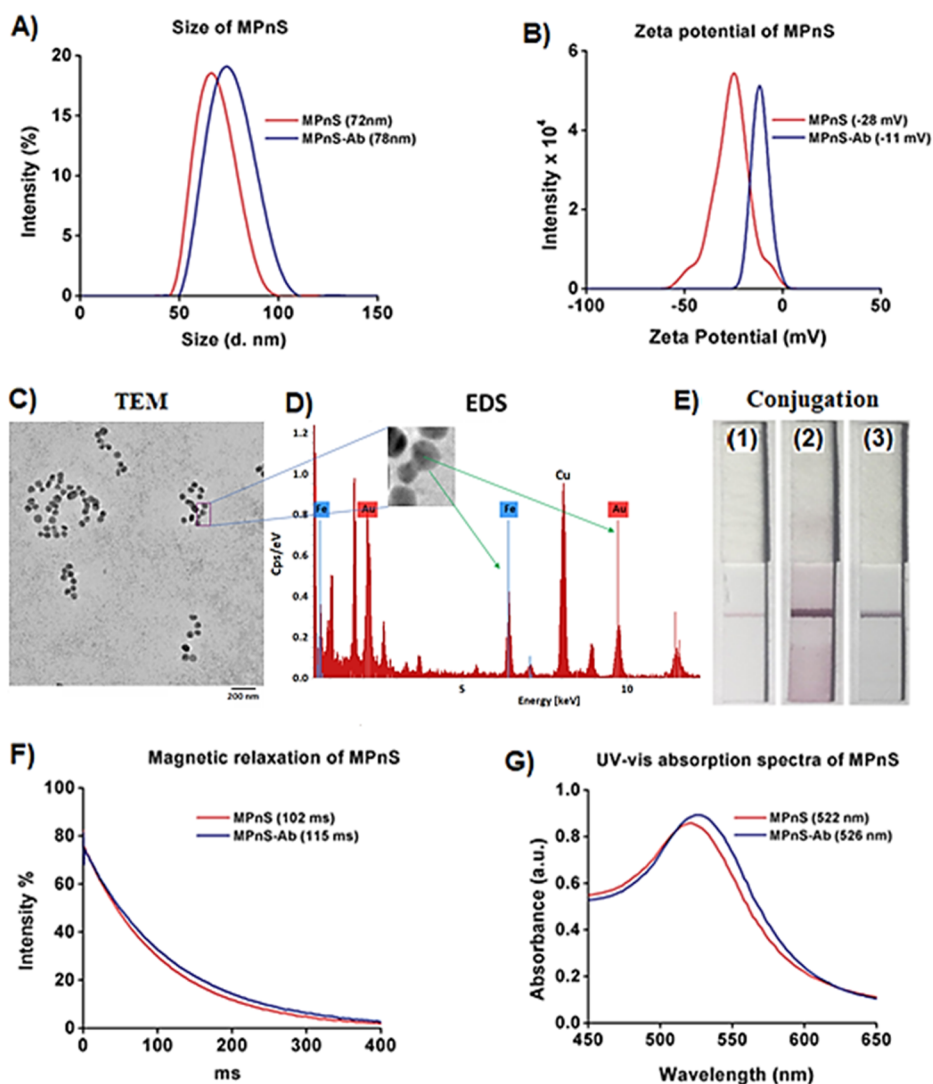 A)
Size of MPnS
20
15
10
5
0
Intensity (%)
0
50
100
150
Size (d. nm)
MPnS (72nm)
MPnS-Ab (78nm)
B)
Zeta potential of MPnS
6
4
2
0
Intensity x 10⁴
-100
-50
0
50
Zeta Potential (mV)
MPnS (-28 mV)
MPnS-Ab (-11 mV)
C)
TEM
200 nm
D)
EDS
1.2
1.0
0.8
0.6
0.4
0.2
0.0
Cps/eV
Fe
Au
Fe
Cu
Au
5
10
Energy [keV]
E)
Conjugation
(1)
(2)
(3)
F)
Magnetic relaxation of MPnS
100
80
60
40
20
0
Intensity %
0
100
200
300
400
ms
MPnS (102 ms)
MPnS-Ab (115 ms)
G)
UV-vis absorption spectra of MPnS
1.0
0.8
0.6
0.4
0.2
0.0
Absorbance (a.u.)
450
500
550
600
650
Wavelength (nm)
MPnS (522 nm)
MPnS-Ab (526 nm)